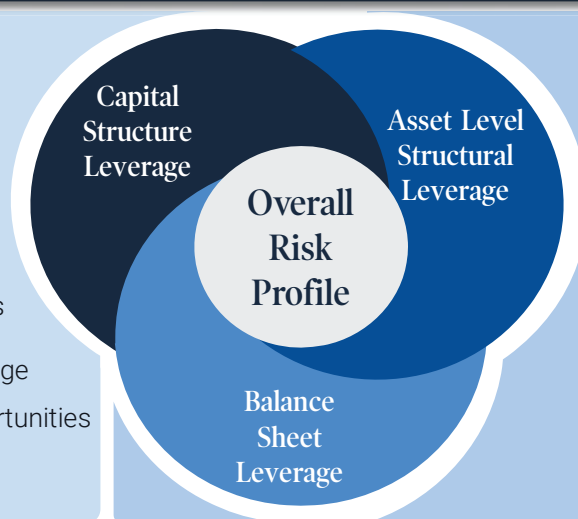 Capital
Structure
Leverage
Asset Level
Structural
Leverage
Overall
Risk
Profile
Balance
Sheet
Leverage